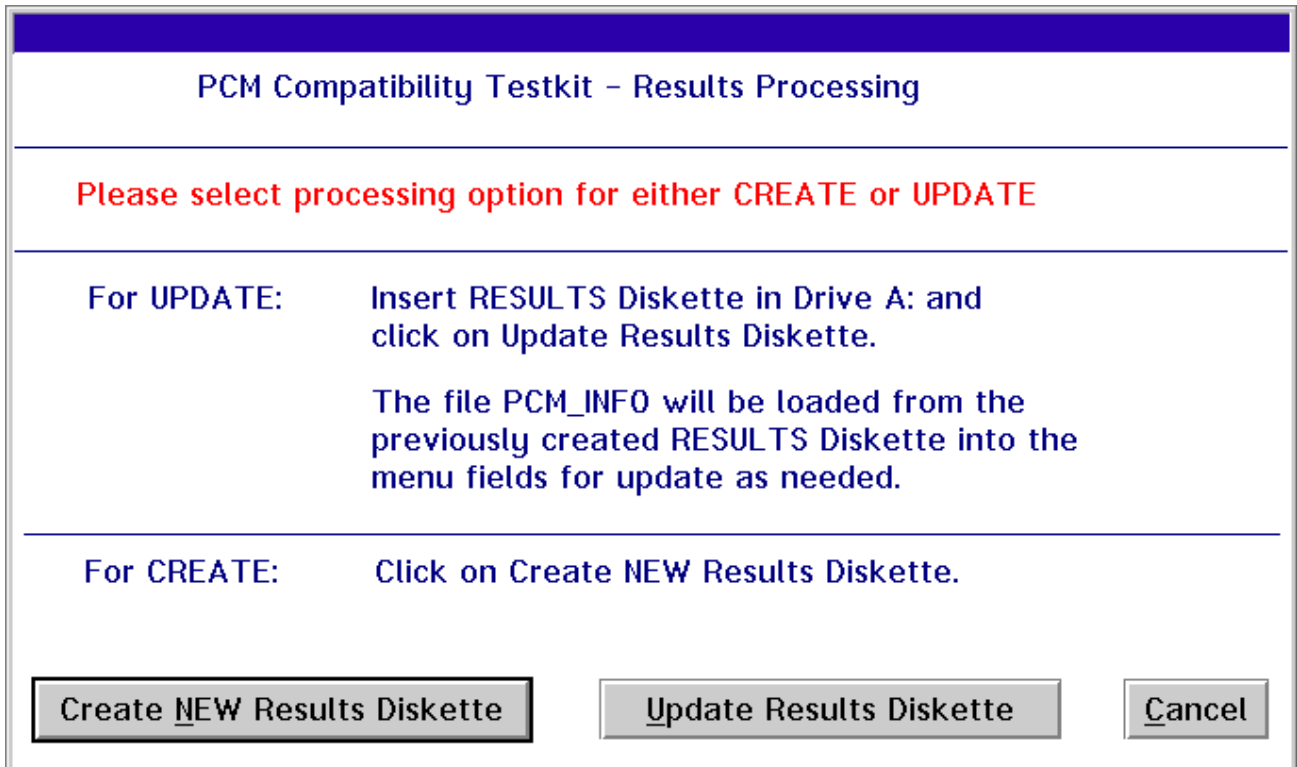 PCM Compatibility Testkit - Results Processing
Please select processing option for either CREATE or UPDATE
For UPDATE: Insert RESULTS Diskette in Drive A: and
click on Update Results Diskette.
The file PCM_INFO will be loaded from the
previously created RESULTS Diskette into the
menu fields for update as needed.
For CREATE: Click on Create NEW Results Diskette.
Create NEW Results Diskette Update Results Diskette Cancel